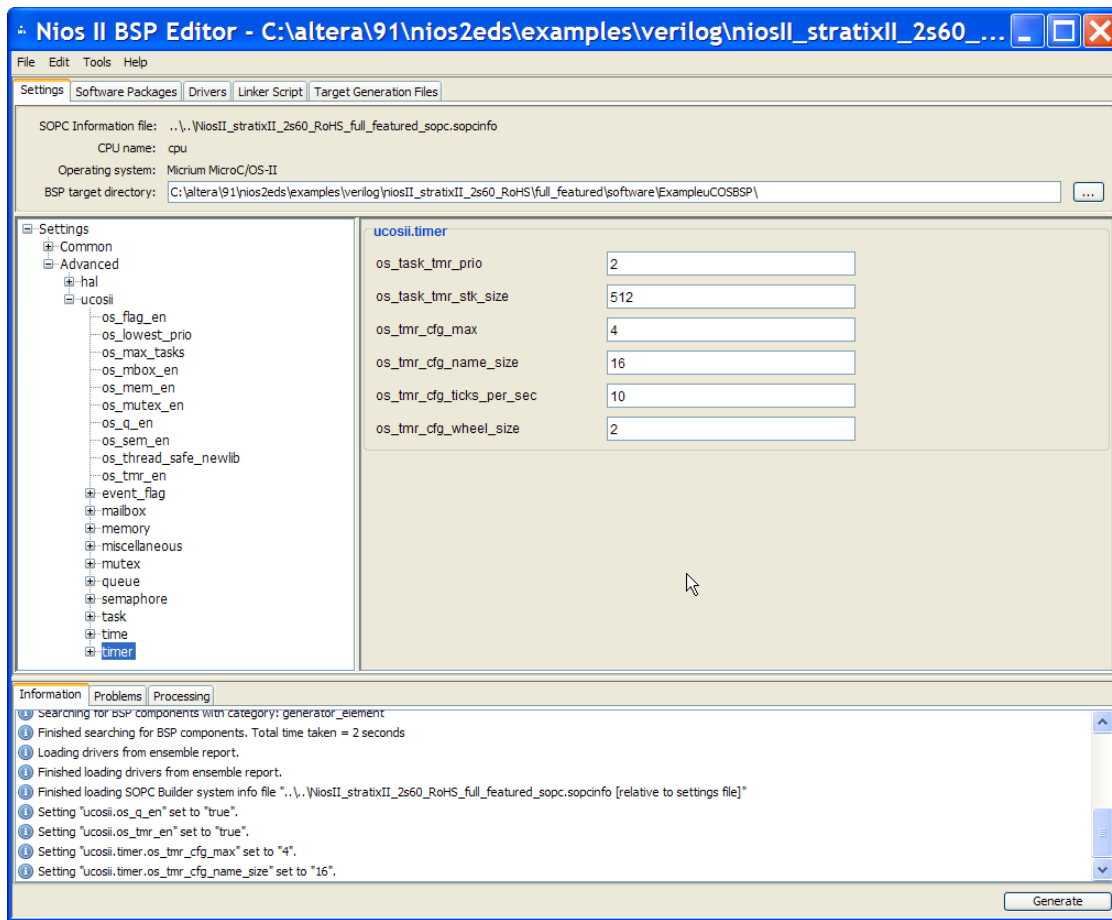 Nios II BSP Editor - C:\altera\91\nios2eds\examples\verilog\niosII_stratixII_2s60_...
File Edit Tools Help
Settings Software Packages Drivers Linker Script Target Generation Files
SOPC Information file: ..\..\NiosII_stratixII_2s60_RoHS_full_featured_sopc.sopcinfo
CPU name: cpu
Operating system: Micrium MicroC/OS-II
BSP target directory: C:\altera\91\nios2eds\examples\verilog\niosII_stratixII_2s60_RoHS\full_featured\software\ExampleuCOSBSP\ ...
Settings
Common
Advanced
hal
ucosii
os_flag_en
os_lowest_prio
os_max_tasks
os_mbox_en
os_mem_en
os_mutex_en
os_q_en
os_sem_en
os_thread_safe_newlib
os_tmr_en
event_flag
mailbox
memory
miscellaneous
mutex
queue
semaphore
task
time
timer
ucosii.timer
os_task_tmr_prio 2
os_task_tmr_stk_size 512
os_tmr_cfg_max 4
os_tmr_cfg_name_size 16
os_tmr_cfg_ticks_per_sec 10
os_tmr_cfg_wheel_size 2
Information Problems Processing
Searching for BSP components with category: generator_element
Finished searching for BSP components. Total time taken = 2 seconds
Loading drivers from ensemble report.
Finished loading drivers from ensemble report.
Finished loading SOPC Builder system info file "..\..\NiosII_stratixII_2s60_RoHS_full_featured_sopc.sopcinfo [relative to settings file]"
Setting "ucosii.os_q_en" set to "true".
Setting "ucosii.os_tmr_en" set to "true".
Setting "ucosii.timer.os_tmr_cfg_max" set to "4".
Setting "ucosii.timer.os_tmr_cfg_name_size" set to "16".
Generate